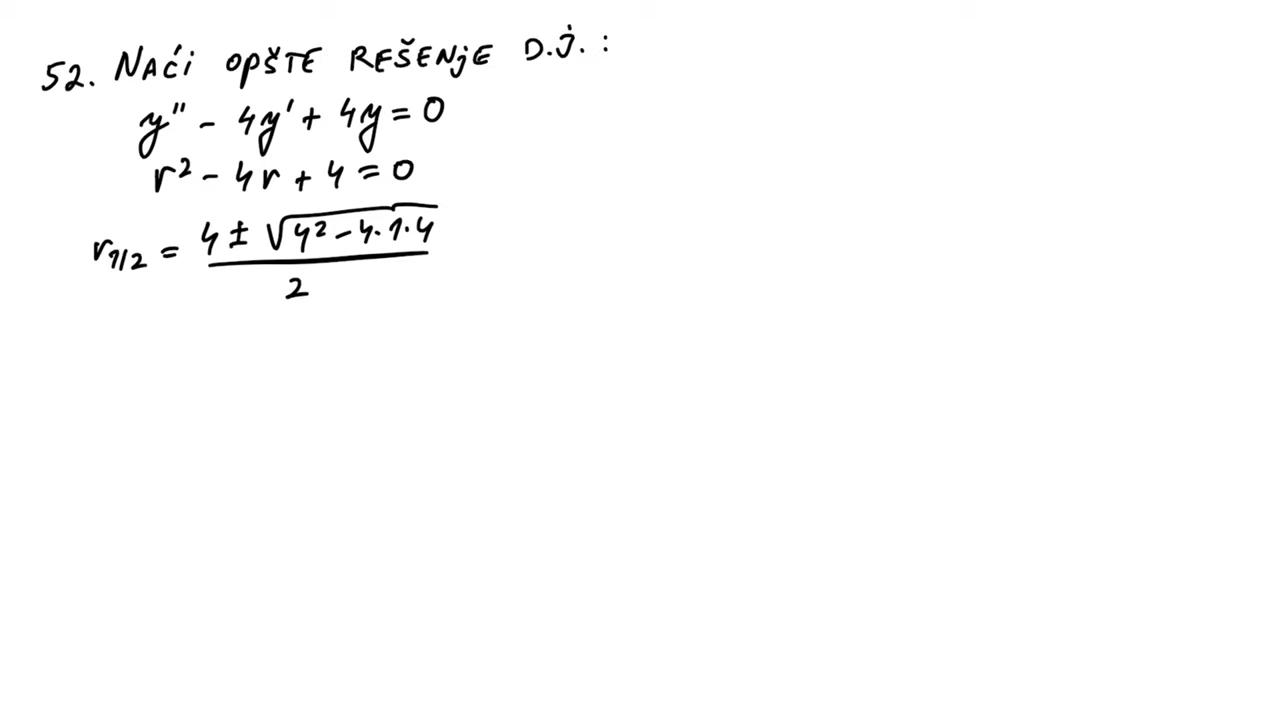 52. NAĆI OPŠTE REŠENJE D.J. :
y'' - 4y' + 4y = 0
r² - 4r + 4 = 0
r₁/₂ = (4 ± √(4² - 4·1·4)) / 2